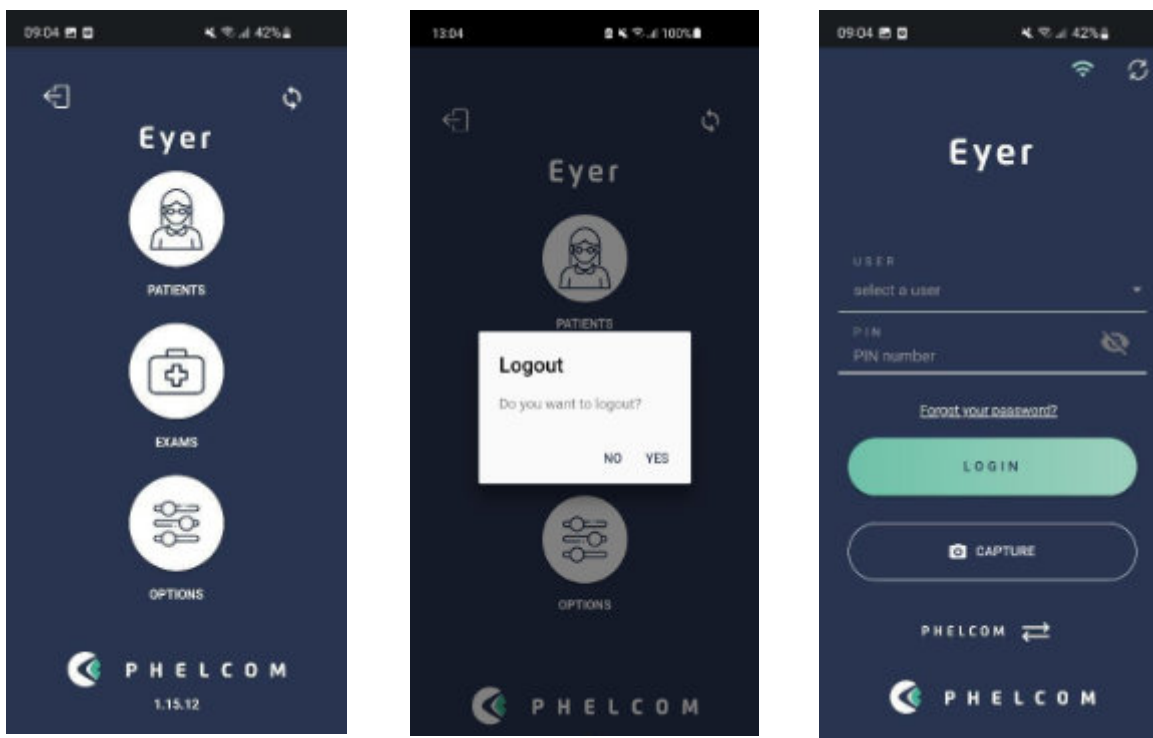 09:04 42%
Eyer
PATIENTS
EXAMS
OPTIONS
PHELCOM
1.15.12
13:04 100%
Eyer
PATIENTS
Logout
Do you want to logout?
NO YES
OPTIONS
PHELCOM
09:04 42%
Eyer
USER
select a user
PIN
PIN number
Forgot your password?
LOGIN
CAPTURE
PHELCOM
PHELCOM